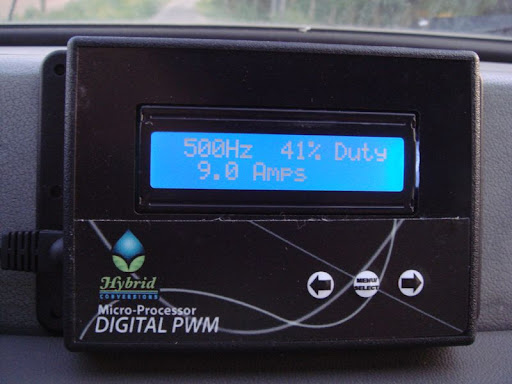 500Hz 41% Duty
9.0 Amps
Hybrid
CONVERSIONS
MENU/
SELECT
Micro-Processor
DIGITAL PWM